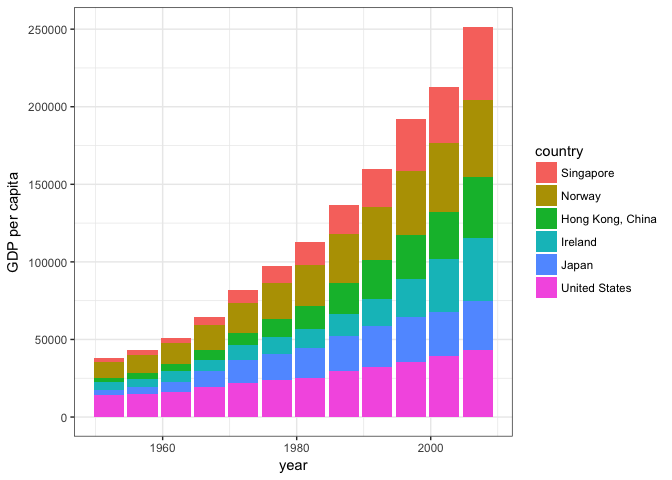 250000
200000
150000
100000
50000
0
GDP per capita
1960
1980
2000
year
country
Singapore
Norway
Hong Kong, China
Ireland
Japan
United States